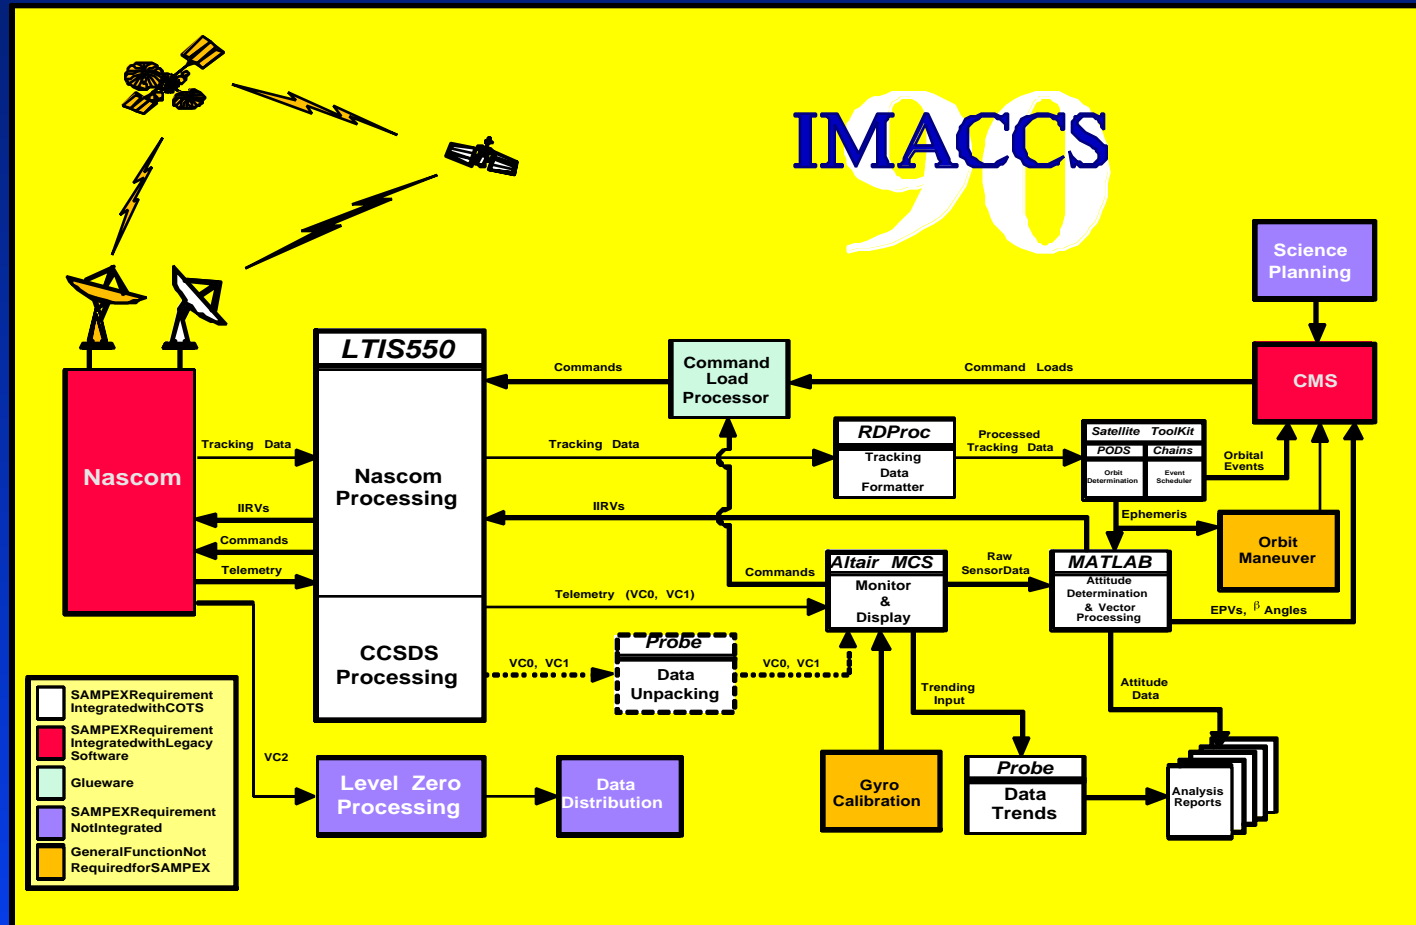 IMACCS
90
Science
Planning
LTIS550
Commands
Command
Load
Processor
Command Loads
CMS
Nascom
Tracking Data
Nascom
Processing
Tracking Data
RDProc
Tracking
Data
Formatter
Processed
Tracking Data
Satellite ToolKit
PODS
Chains
Orbit
Determination
Event
Scheduler
Orbital
Events
IIRVs
Commands
Telemetry
IIRVs
Ephemeris
Orbit
Maneuver
Commands
Altair MCS
Monitor
&
Display
Raw
SensorData
MATLAB
Attitude
Determination
& Vector
Processing
EPVs, β Angles
Telemetry (VC0, VC1)
CCSDS
Processing
VC0, VC1
Probe
Data
Unpacking
VC0, VC1
Trending
Input
Attitude
Data
SAMPEXRequirement
IntegratedwithCOTS
SAMPEXRequirement
IntegratedwithLegacy
Software
Glueware
SAMPEXRequirement
NotIntegrated
GeneralFunctionNot
RequiredforSAMPEX
VC2
Level Zero
Processing
Data
Distribution
Gyro
Calibration
Probe
Data
Trends
Analysis
Reports